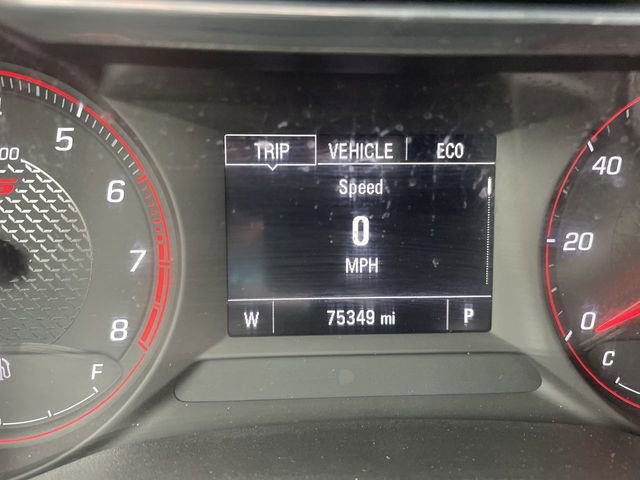 TRIP VEHICLE ECO
Speed
0
MPH
W 75349 mi P
5
6
7
8
F
40
20
0
C